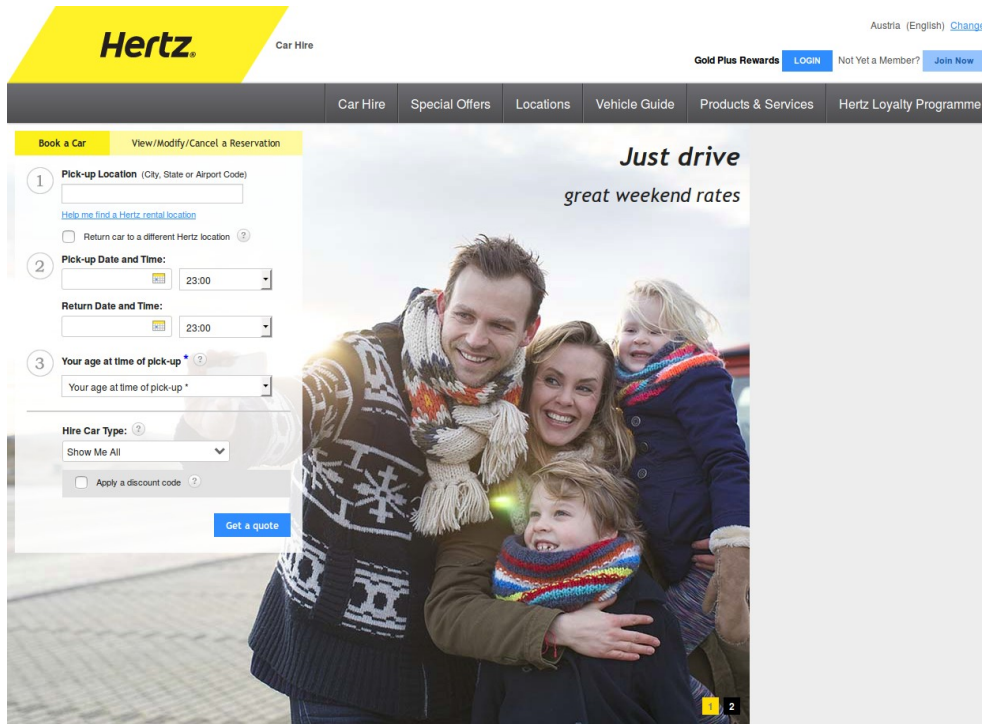 Hertz®
Car Hire
Austria (English) Change
Gold Plus Rewards LOGIN Not Yet a Member? Join Now
Car Hire Special Offers Locations Vehicle Guide Products & Services Hertz Loyalty Programme
Book a Car View/Modify/Cancel a Reservation
Just drive
great weekend rates
1 Pick-up Location (City, State or Airport Code)
Help me find a Hertz rental location
Return car to a different Hertz location ?
2 Pick-up Date and Time:
23:00
Return Date and Time:
23:00
3 Your age at time of pick-up * ?
Your age at time of pick-up *
Hire Car Type: ?
Show Me All
Apply a discount code ?
Get a quote
1 2